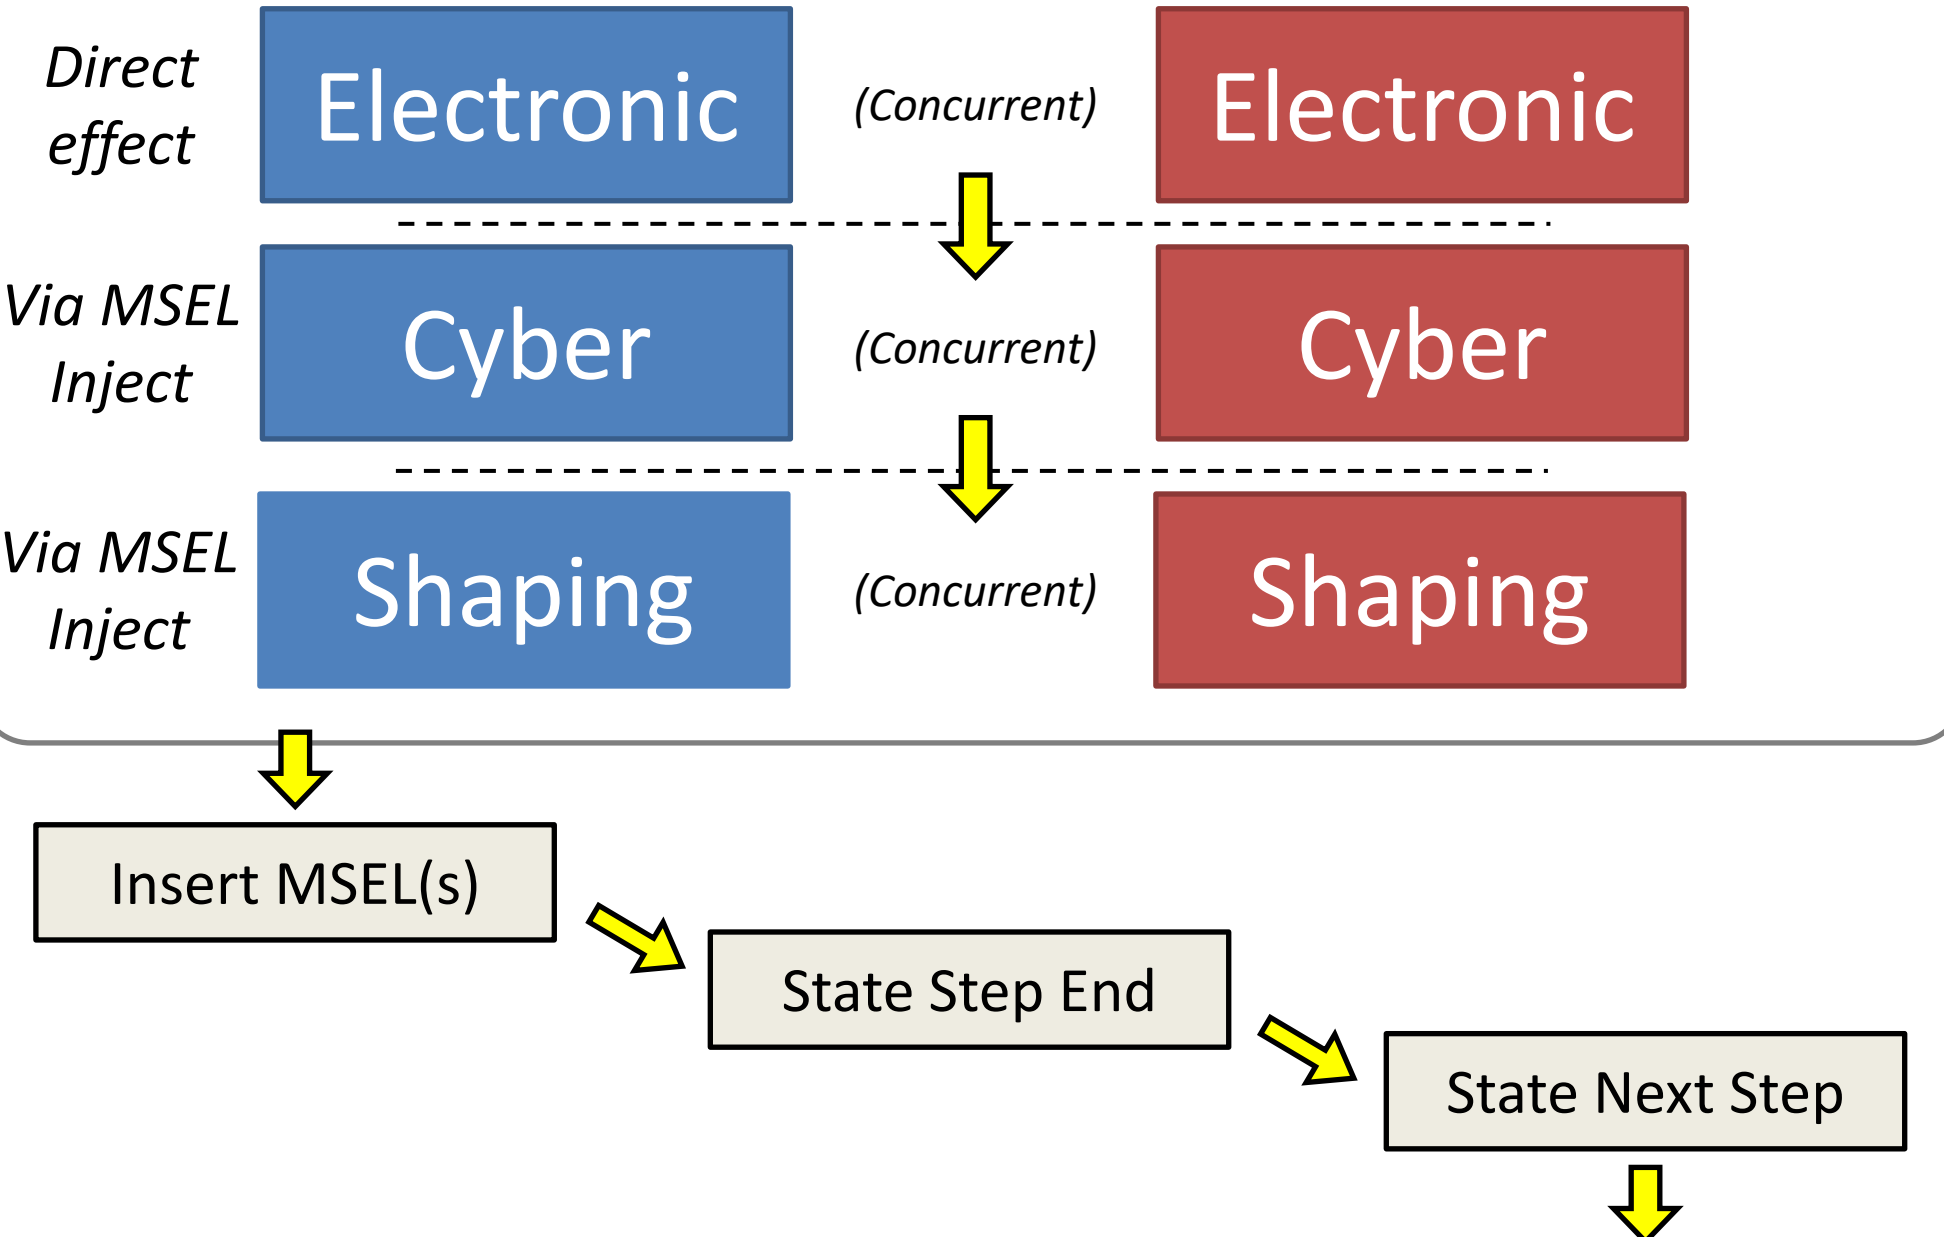 Direct
effect
Electronic
(Concurrent)
Electronic
Via MSEL
Inject
Cyber
(Concurrent)
Cyber
Via MSEL
Inject
Shaping
(Concurrent)
Shaping
Insert MSEL(s)
State Step End
State Next Step